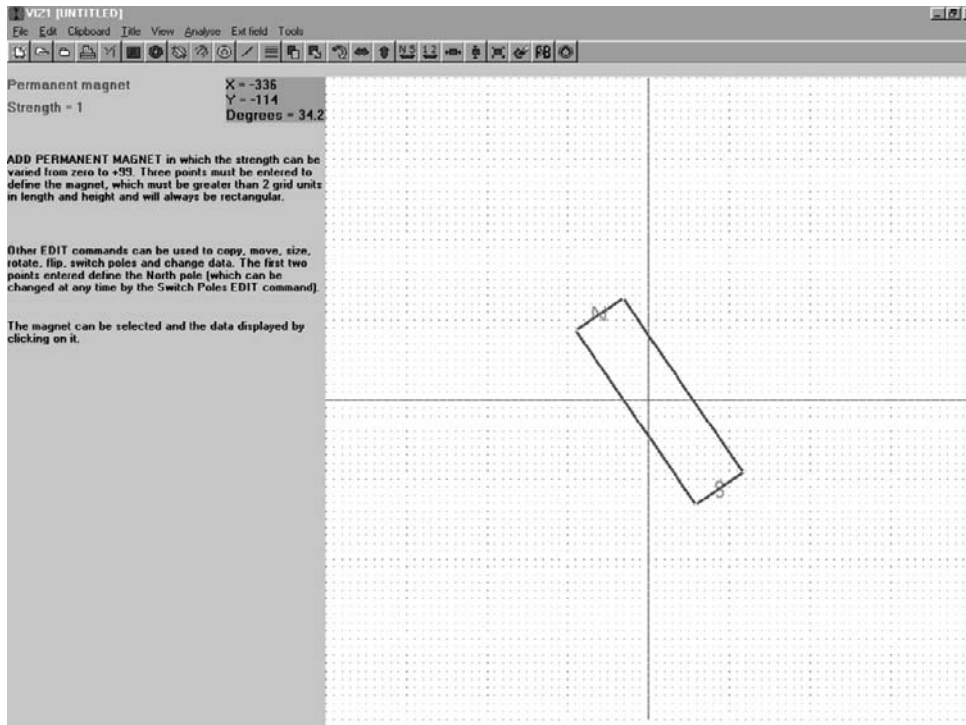 VIZ1 [UNTITLED]
File Edit Clipboard Title View Analyse Ext field Tools
N S 1 2 FB
Permanent magnet
Strength = 1
X = -336
Y = -114
Degrees = 34.2
ADD PERMANENT MAGNET in which the strength can be
varied from zero to +99. Three points must be entered to
define the magnet, which must be greater than 2 grid units
in length and height and will always be rectangular.
Other EDIT commands can be used to copy, move, size,
rotate, flip, switch poles and change data. The first two
points entered define the North pole (which can be
changed at any time by the Switch Poles EDIT command).
The magnet can be selected and the data displayed by
clicking on it.
N
S